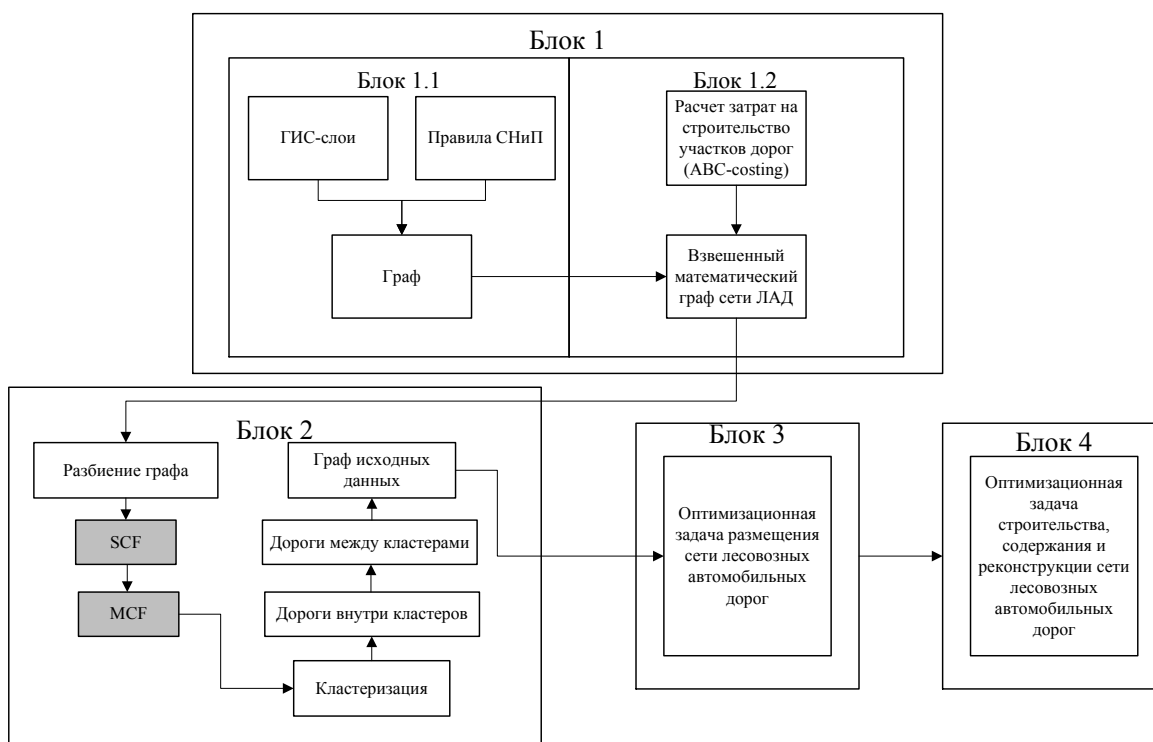 Блок 1
Блок 1.1
ГИС-слои
Правила СНиП
Граф
Блок 1.2
Расчет затрат на
строительство
участков дорог
(ABC-costing)
Взвешенный
математический
граф сети ЛАД
Блок 2
Разбиение графа
SCF
MCF
Кластеризация
Дороги внутри кластеров
Дороги между кластерами
Граф исходных
данных
Блок 3
Оптимизационная
задача размещения
сети лесовозных
автомобильных
дорог
Блок 4
Оптимизационная
задача
строительства,
содержания и
реконструкции сети
лесовозных
автомобильных
дорог